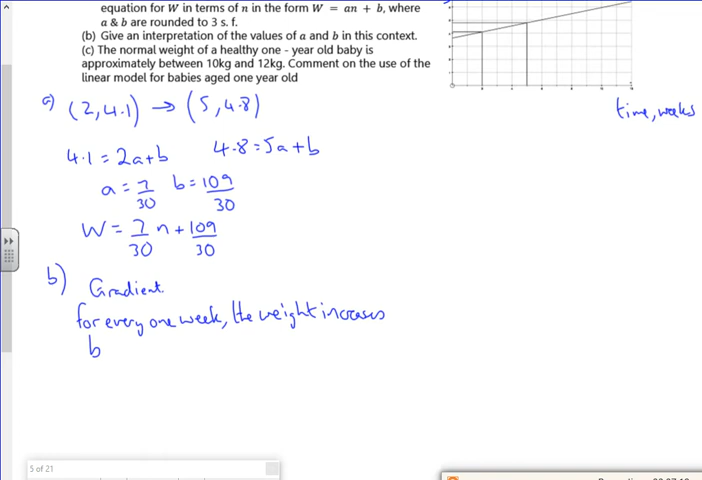 equation for W in terms of n in the form W = an + b, where
a & b are rounded to 3 s. f.
(b) Give an interpretation of the values of a and b in this context.
(c) The normal weight of a healthy one - year old baby is
approximately between 10kg and 12kg. Comment on the use of the
linear model for babies aged one year old
time, weeks
a) (2, 4.1) → (5, 4.8)
4.1 = 2a + b 4.8 = 5a + b
a = 7/30 b = 109/30
W = 7/30 n + 109/30
b) Gradient.
for every one week, the weight increases
b
5 of 21